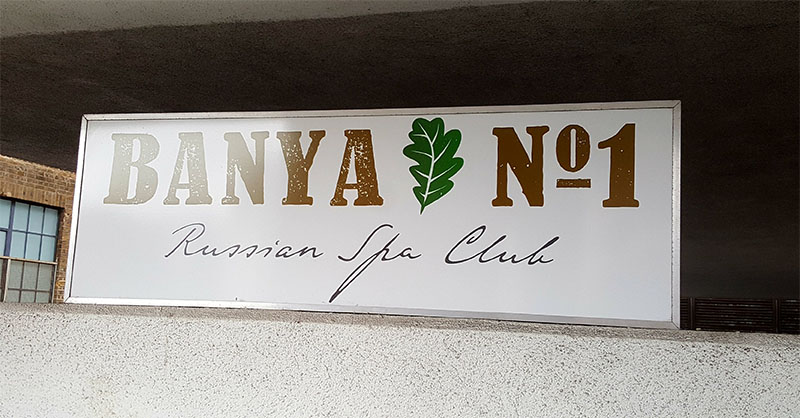 BANYA №1
Russian Spa Club